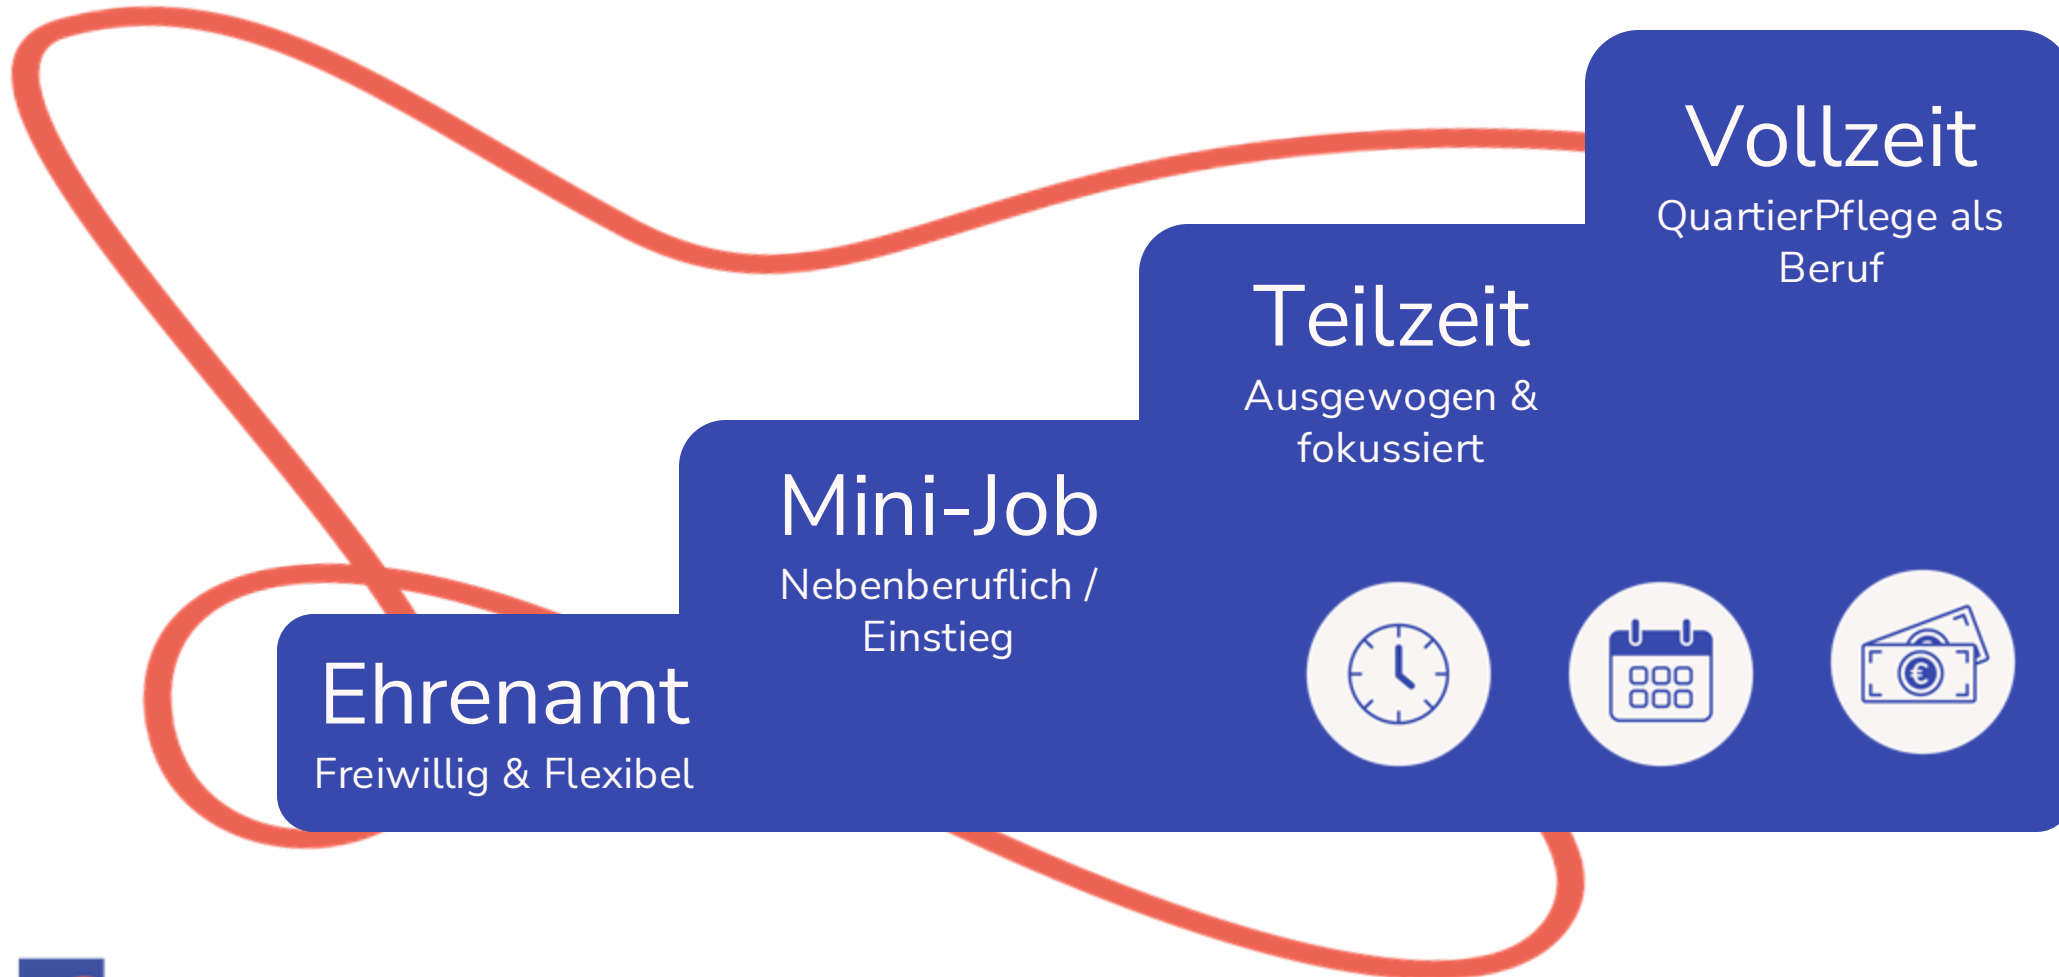 Vollzeit
QuartierPflege als
Beruf
Teilzeit
Ausgewogen &
fokussiert
Mini-Job
Nebenberuflich /
Einstieg
Ehrenamt
Freiwillig & Flexibel
€